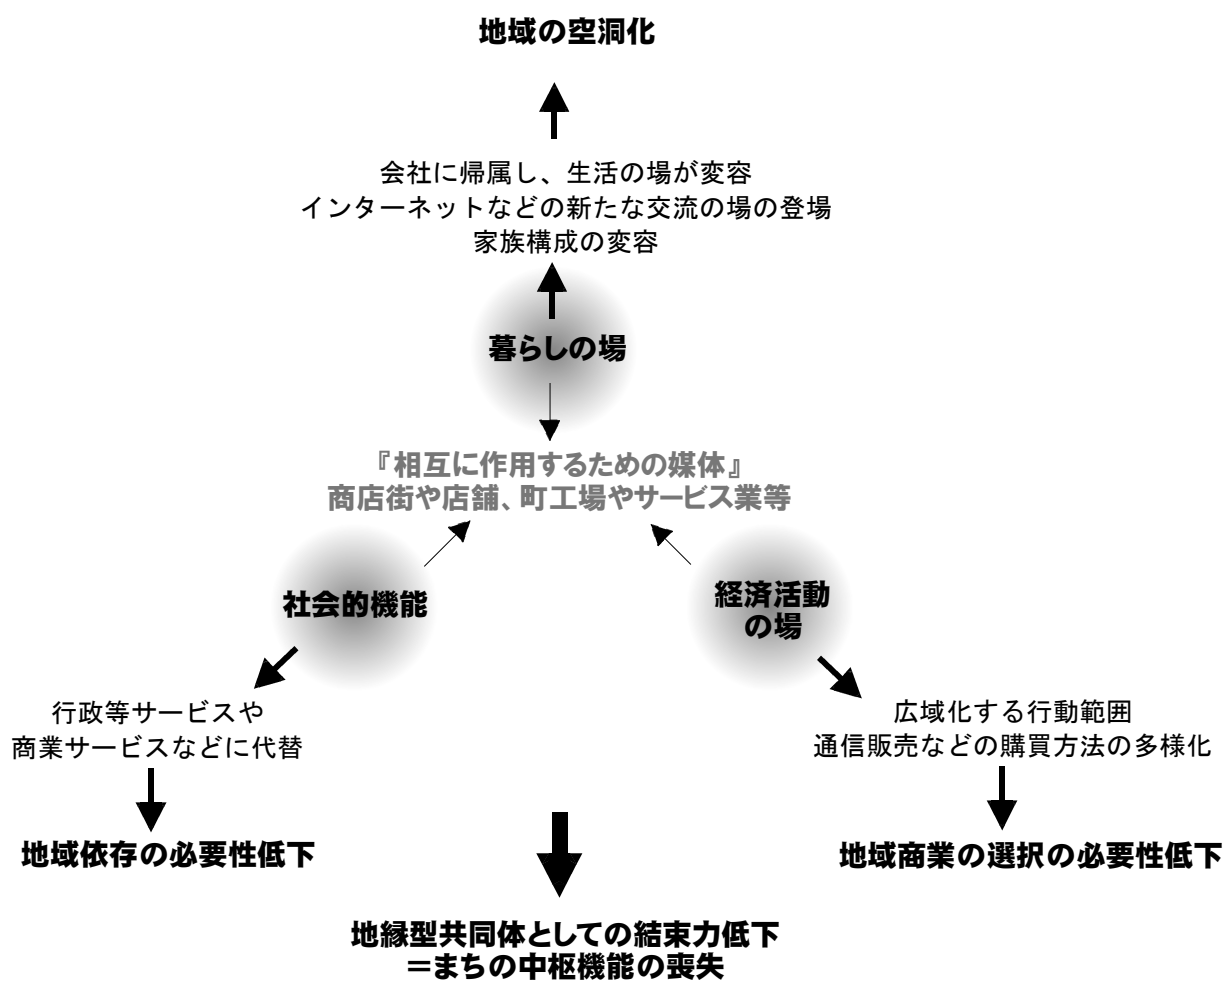 地域の空洞化
会社に帰属し、生活の場が変容
インターネットなどの新たな交流の場の登場
家族構成の変容
暮らしの場
『相互に作用するための媒体』
商店街や店舗、町工場やサービス業等
社会的機能
経済活動
の場
行政等サービスや
商業サービスなどに代替
広域化する行動範囲
通信販売などの購買方法の多様化
地域依存の必要性低下
地域商業の選択の必要性低下
地縁型共同体としての結束力低下
＝まちの中枢機能の喪失